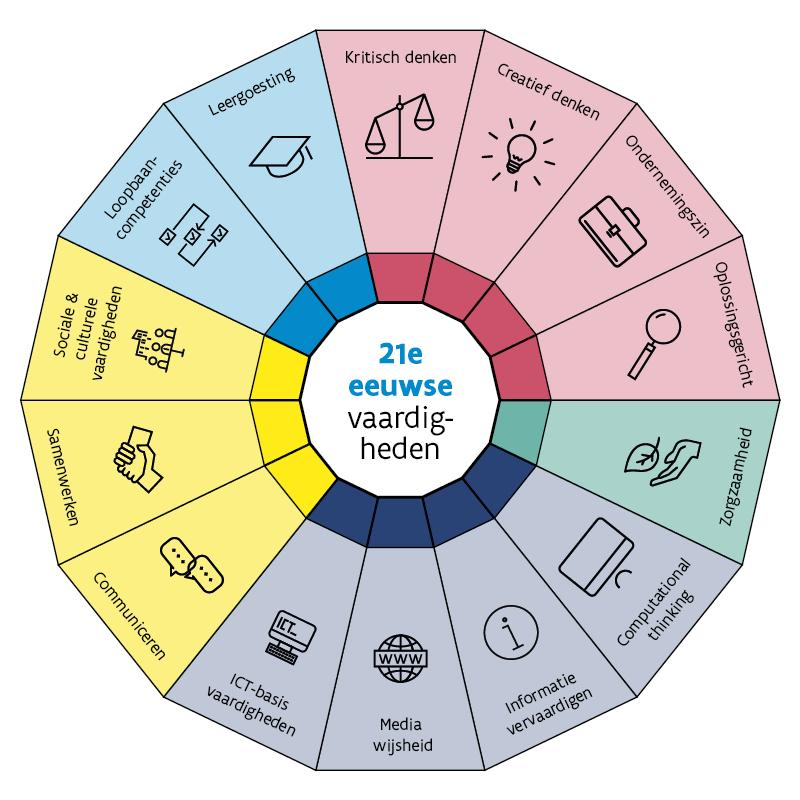 21e
eeuwse
vaardig-
heden
Kritisch denken
Creatief denken
Ondernemingszin
Oplossingsgericht
Zorgzaamheid
Computational
thinking
Informatie
vervaardigen
Media
wijsheid
WWW
ICT-basis
vaardigheden
ICT_
Communiceren
Samenwerken
Sociale &
culturele
vaardigheden
Loopbaan-
competenties
Leergoesting